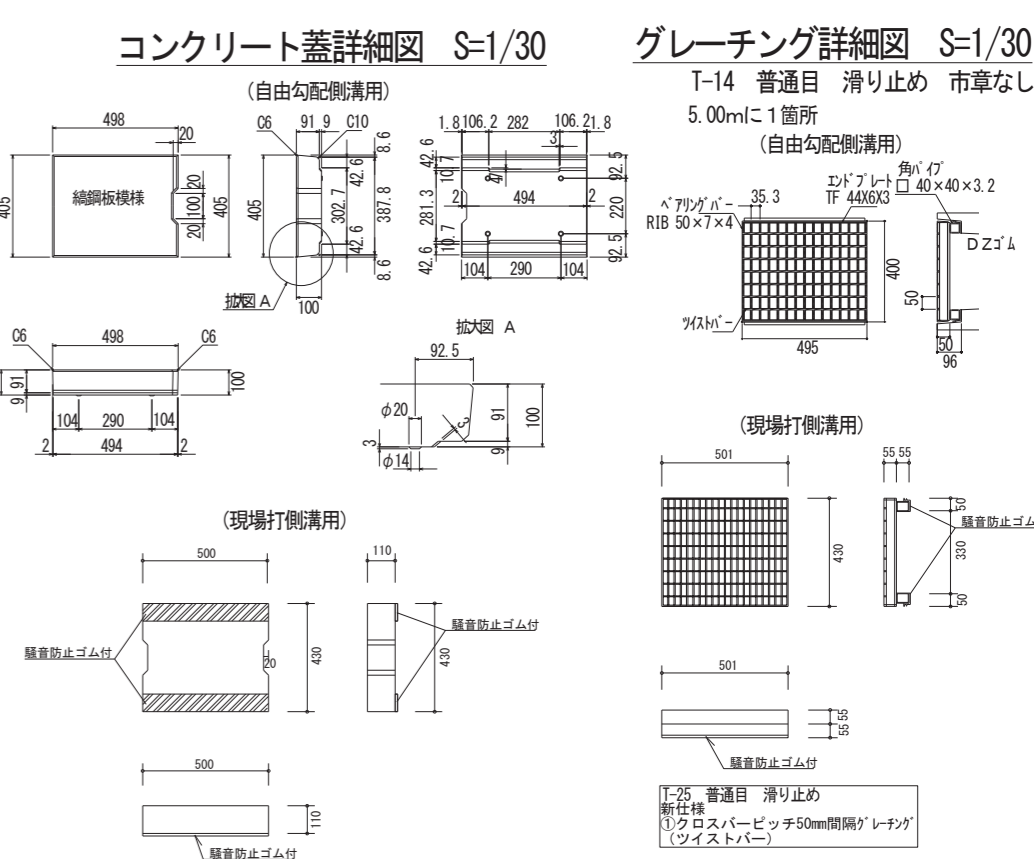 コンクリート蓋詳細図 S=1/30
(自由勾配側溝用)
498
20
縞鋼板模様
405
20
100
20
405
C6
91
9
C10
8.6
42.6
405
302.7
387.8
42.6
8.6
拡大図 A
100
1.8
106.2
282
106.2
1.8
3
42.6
10.7
92.5
281.3
2
494
2
220
10.7
42.6
92.5
104
290
104
C6
498
C6
91
9
100
104
290
104
2
494
2
拡大図 A
92.5
φ20
3
91
100
3
9
φ14
(現場打側溝用)
500
110
騒音防止ゴム付
20
430
騒音防止ゴム付
430
500
110
騒音防止ゴム付
グレーチング詳細図 S=1/30
T-14 普通目 滑り止め 市章なし
5.00mに1箇所
(自由勾配側溝用)
ベアリングバー
RIB 50×7×4
35.3
エンドプレート
TF 44X6X3
角パイプ
□ 40×40×3.2
DZゴム
400
50
ツイストバー
495
50
96
(現場打側溝用)
501
55 55
50
騒音防止ゴム
430
330
50
501
55 55
騒音防止ゴム付
T-25 普通目 滑り止め
新仕様
①クロスバーピッチ50mm間隔グレーチング
(ツイストバー)